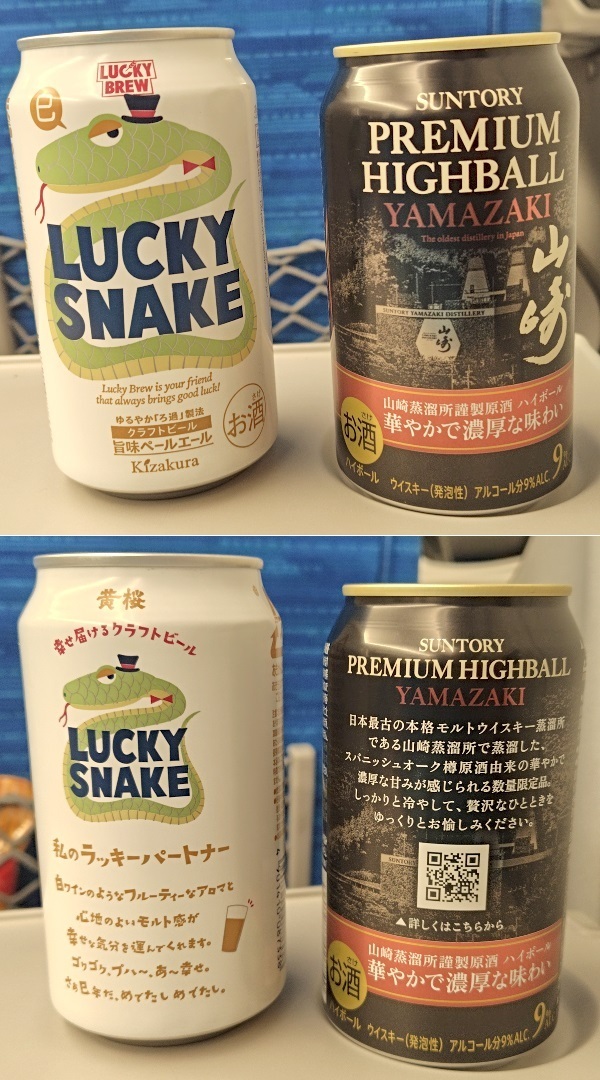 LUCKY
BREW
巳
LUCKY
SNAKE
Lucky Brew is your friend
that always brings good luck!
ゆるやか「ろ過」製法
クラフトビール
旨味ペールエール
Kizakura
さけ
お酒
SUNTORY
PREMIUM
HIGHBALL
YAMAZAKI
The oldest distillery in Japan
山崎
SUNTORY YAMAZAKI DISTILLERY
山崎
山崎蒸溜所謹製原酒 ハイボール
華やかで濃厚な味わい
さけ
お酒
ハイボール ウイスキー(発泡性) アルコール分9%ALC. 9%
黄桜
幸せ届けるクラフトビール
LUCKY
SNAKE
私のラッキーパートナー
白ワインのようなフルーティーなアロマと
心地のよいモルト感が
幸せな気分を運んでくれます。
ゴクゴク、プハ〜、あ〜幸せ。
さぁ巳年だ、めでたし めでたし。
SUNTORY
PREMIUM HIGHBALL
YAMAZAKI
日本最古の本格モルトウイスキー蒸溜所
である山崎蒸溜所で蒸溜した、
スパニッシュオーク樽原酒由来の華やかで
濃厚な甘みが感じられる数量限定品。
しっかりと冷やして、贅沢なひとときを
ゆっくりとお愉しみください。
SUNTORY
▲詳しくはこちらから
山崎蒸溜所謹製原酒 ハイボール
華やかで濃厚な味わい
さけ
お酒
ハイボール ウイスキー(発泡性) アルコール分9%ALC. 9%